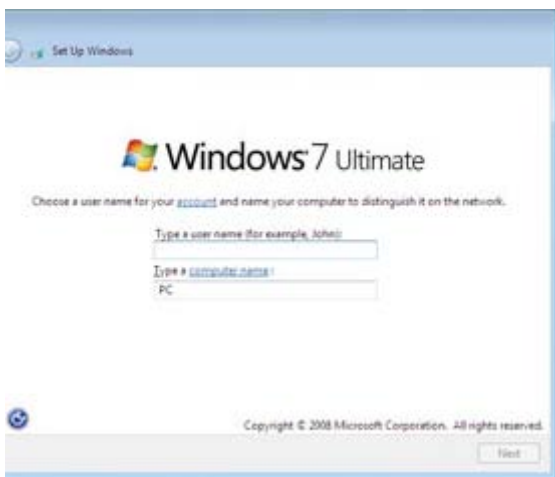 Set Up Windows
Windows 7 Ultimate
Choose a user name for your account and name your computer to distinguish it on the network.
Type a user name (for example, John):
Type a computer name:
PC
Copyright © 2008 Microsoft Corporation. All rights reserved.
Next